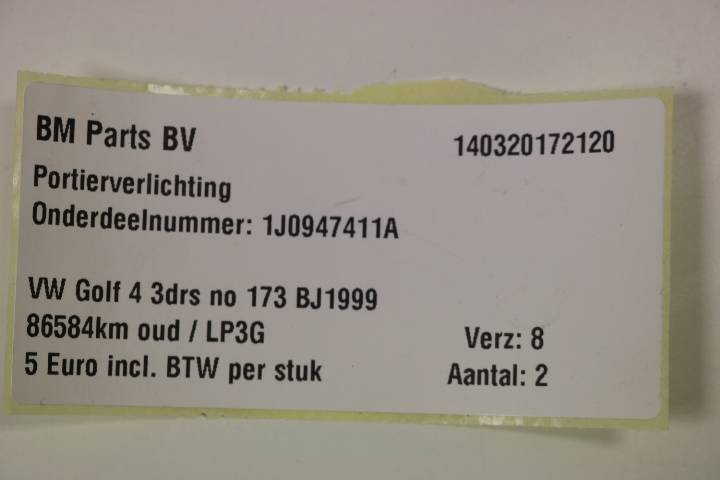 BM Parts BV 140320172120
Portierverlichting
Onderdeelnummer: 1J0947411A
VW Golf 4 3drs no 173 BJ1999
86584km oud / LP3G Verz: 8
5 Euro incl. BTW per stuk Aantal: 2